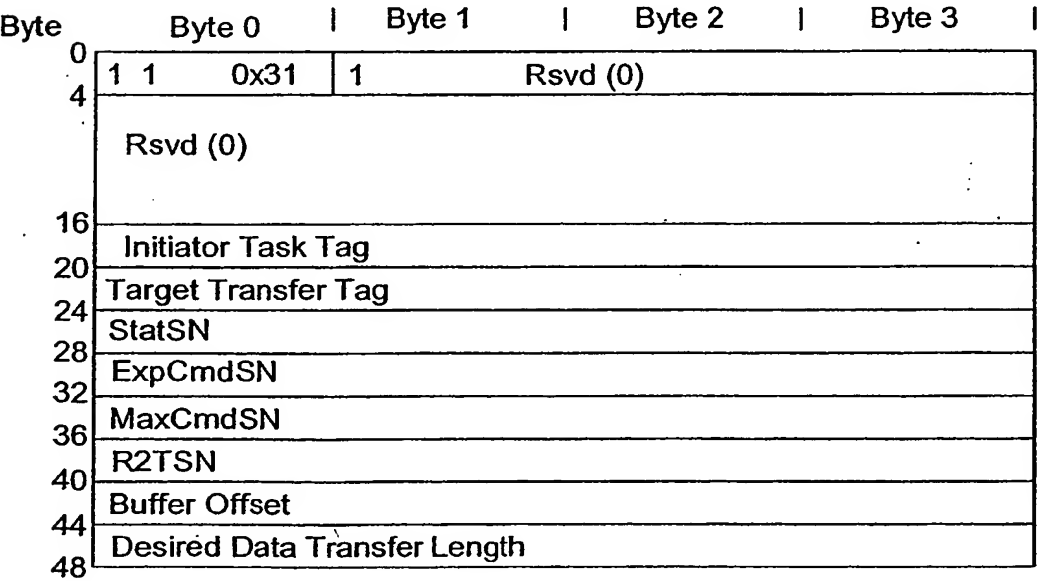 Byte Byte 0 | Byte 1 | Byte 2 | Byte 3 |
0
1 1 0x31 1 Rsvd (0)
4
Rsvd (0)
16
Initiator Task Tag
20
Target Transfer Tag
24
StatSN
28
ExpCmdSN
32
MaxCmdSN
36
R2TSN
40
Buffer Offset
44
Desired Data Transfer Length
48